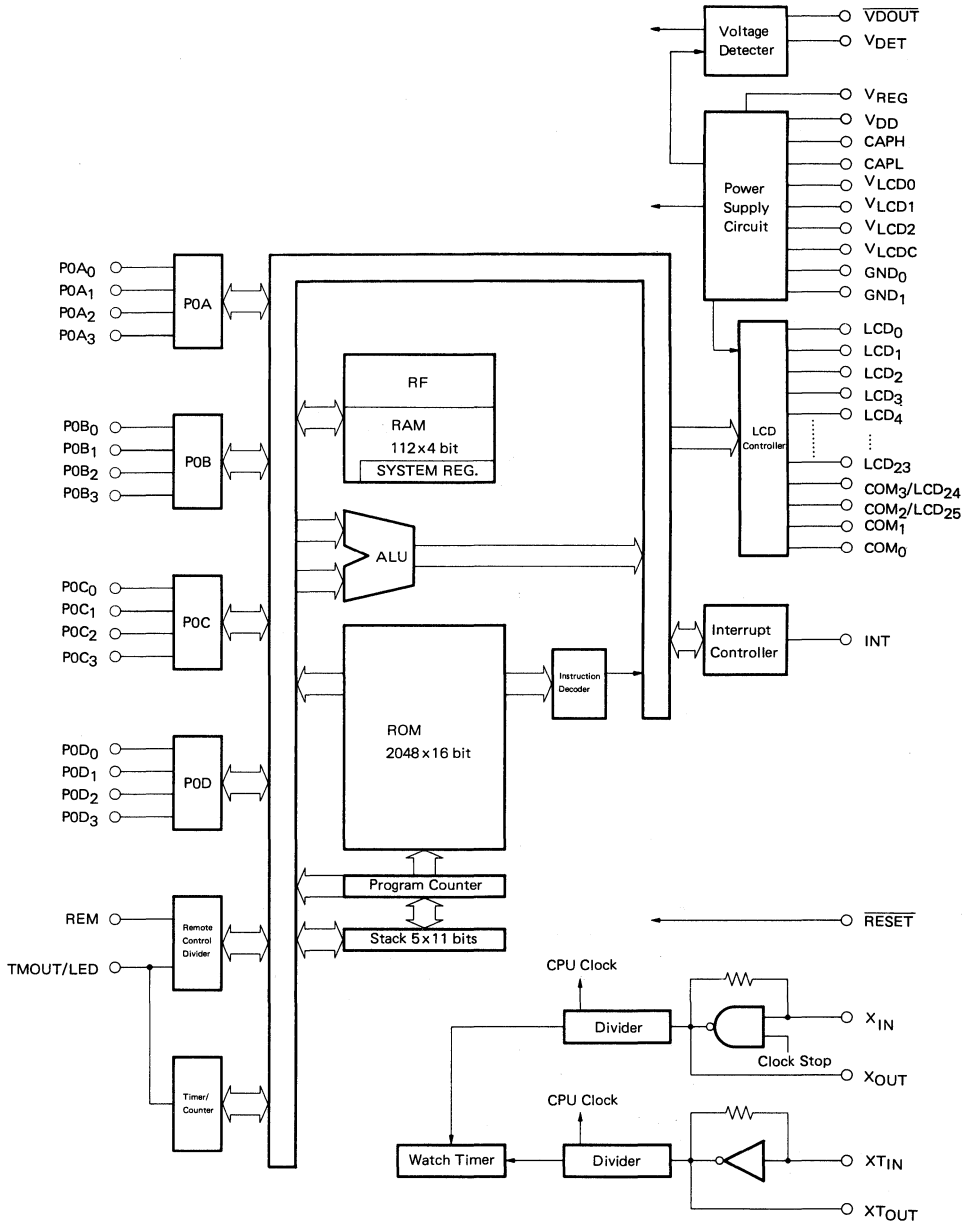 VDOUT
VDET
Voltage
Detecter
VREG
VDD
CAPH
CAPL
VLCD0
VLCD1
VLCD2
VLCDC
GND0
GND1
Power
Supply
Circuit
P0A0
P0A1
P0A2
P0A3
P0A
P0B0
P0B1
P0B2
P0B3
P0B
P0C0
P0C1
P0C2
P0C3
P0C
P0D0
P0D1
P0D2
P0D3
P0D
REM
TMOUT/LED
Remote
Control
Divider
Timer/
Counter
RF
RAM
112×4 bit
SYSTEM REG.
ALU
ROM
2048×16 bit
Instruction
Decoder
Program Counter
Stack 5×11 bits
LCD
Controller
LCD0
LCD1
LCD2
LCD3
LCD4
LCD23
COM3/LCD24
COM2/LCD25
COM1
COM0
Interrupt
Controller
INT
RESET
CPU Clock
Divider
Clock Stop
XIN
XOUT
CPU Clock
Watch Timer
Divider
XTIN
XTOUT